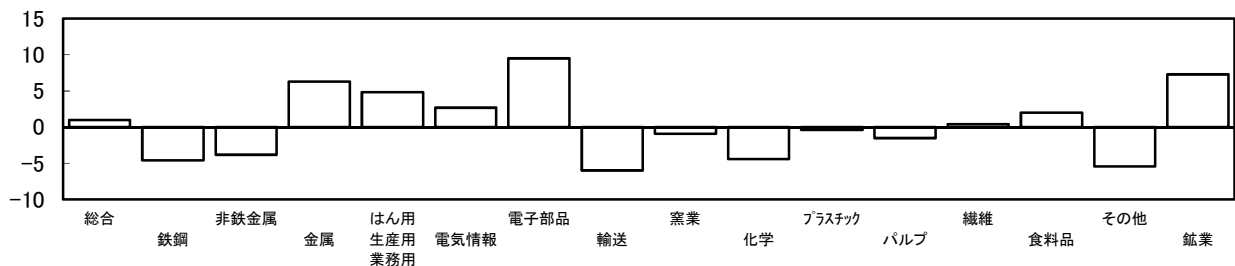 15
10
5
0
-5
-10
総合
鉄鋼
非鉄金属
金属
はん用
生産用
業務用
電気情報
電子部品
輸送
窯業
化学
ﾌﾟﾗｽﾁｯｸ
パルプ
繊維
食料品
その他
鉱業